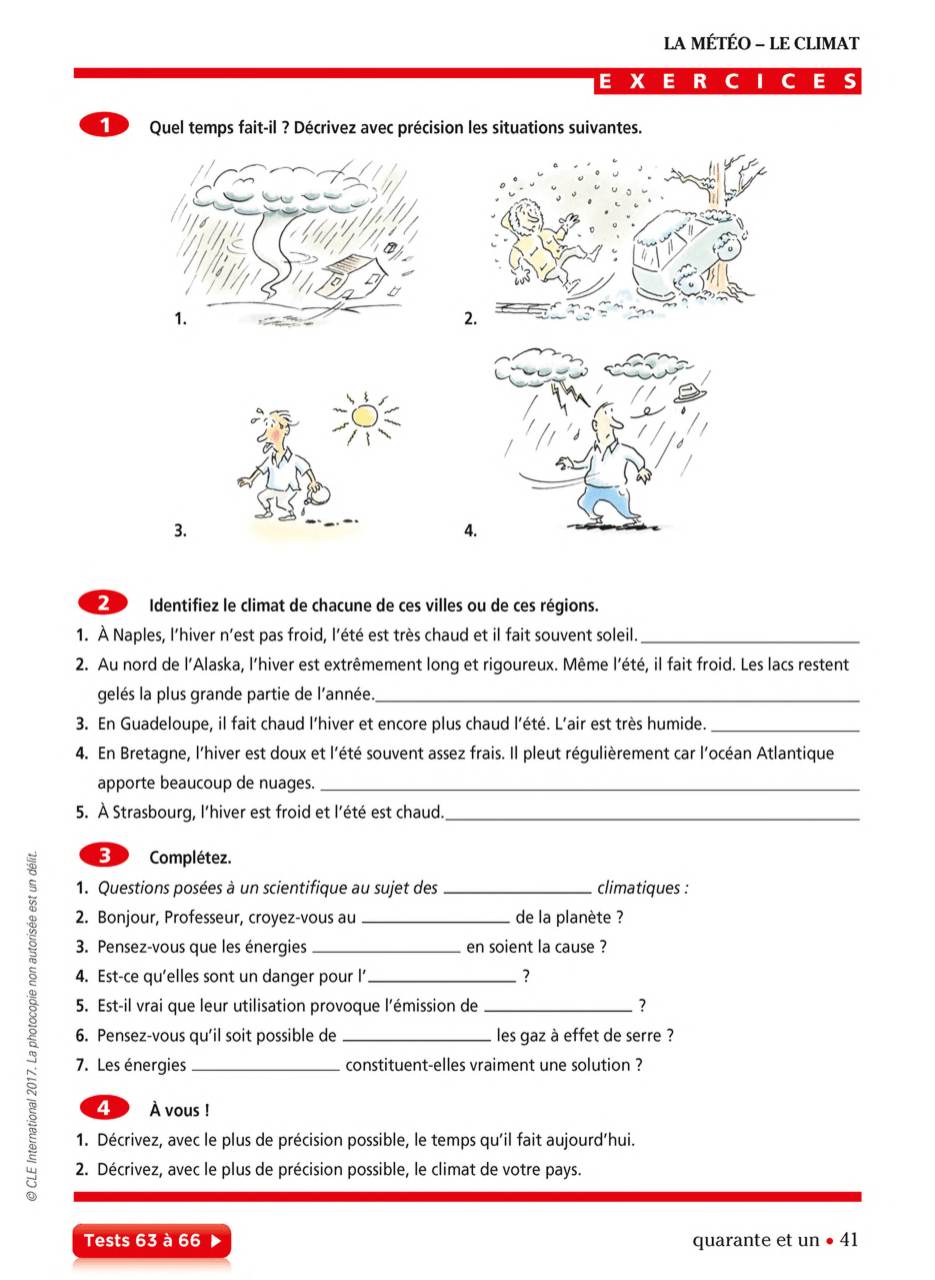 LA MÉTÉO – LE CLIMAT
EXERCICES
1 Quel temps fait-il ? Décrivez avec précision les situations suivantes.
1.
2.
3.
4.
2 Identifiez le climat de chacune de ces villes ou de ces régions.
1. À Naples, l’hiver n’est pas froid, l’été est très chaud et il fait souvent soleil.
2. Au nord de l’Alaska, l’hiver est extrêmement long et rigoureux. Même l’été, il fait froid. Les lacs restent
gelés la plus grande partie de l’année.
3. En Guadeloupe, il fait chaud l’hiver et encore plus chaud l’été. L’air est très humide.
4. En Bretagne, l’hiver est doux et l’été souvent assez frais. Il pleut régulièrement car l’océan Atlantique
apporte beaucoup de nuages.
5. À Strasbourg, l’hiver est froid et l’été est chaud.
3 Complétez.
1. Questions posées à un scientifique au sujet des ____ climatiques :
2. Bonjour, Professeur, croyez-vous au ____ de la planète ?
3. Pensez-vous que les énergies ____ en soient la cause ?
4. Est-ce qu’elles sont un danger pour l’____ ?
5. Est-il vrai que leur utilisation provoque l’émission de ____ ?
6. Pensez-vous qu’il soit possible de ____ les gaz à effet de serre ?
7. Les énergies ____ constituent-elles vraiment une solution ?
4 À vous !
1. Décrivez, avec le plus de précision possible, le temps qu’il fait aujourd’hui.
2. Décrivez, avec le plus de précision possible, le climat de votre pays.
© CLE International 2017. La photocopie non autorisée est un délit.
Tests 63 à 66
quarante et un • 41